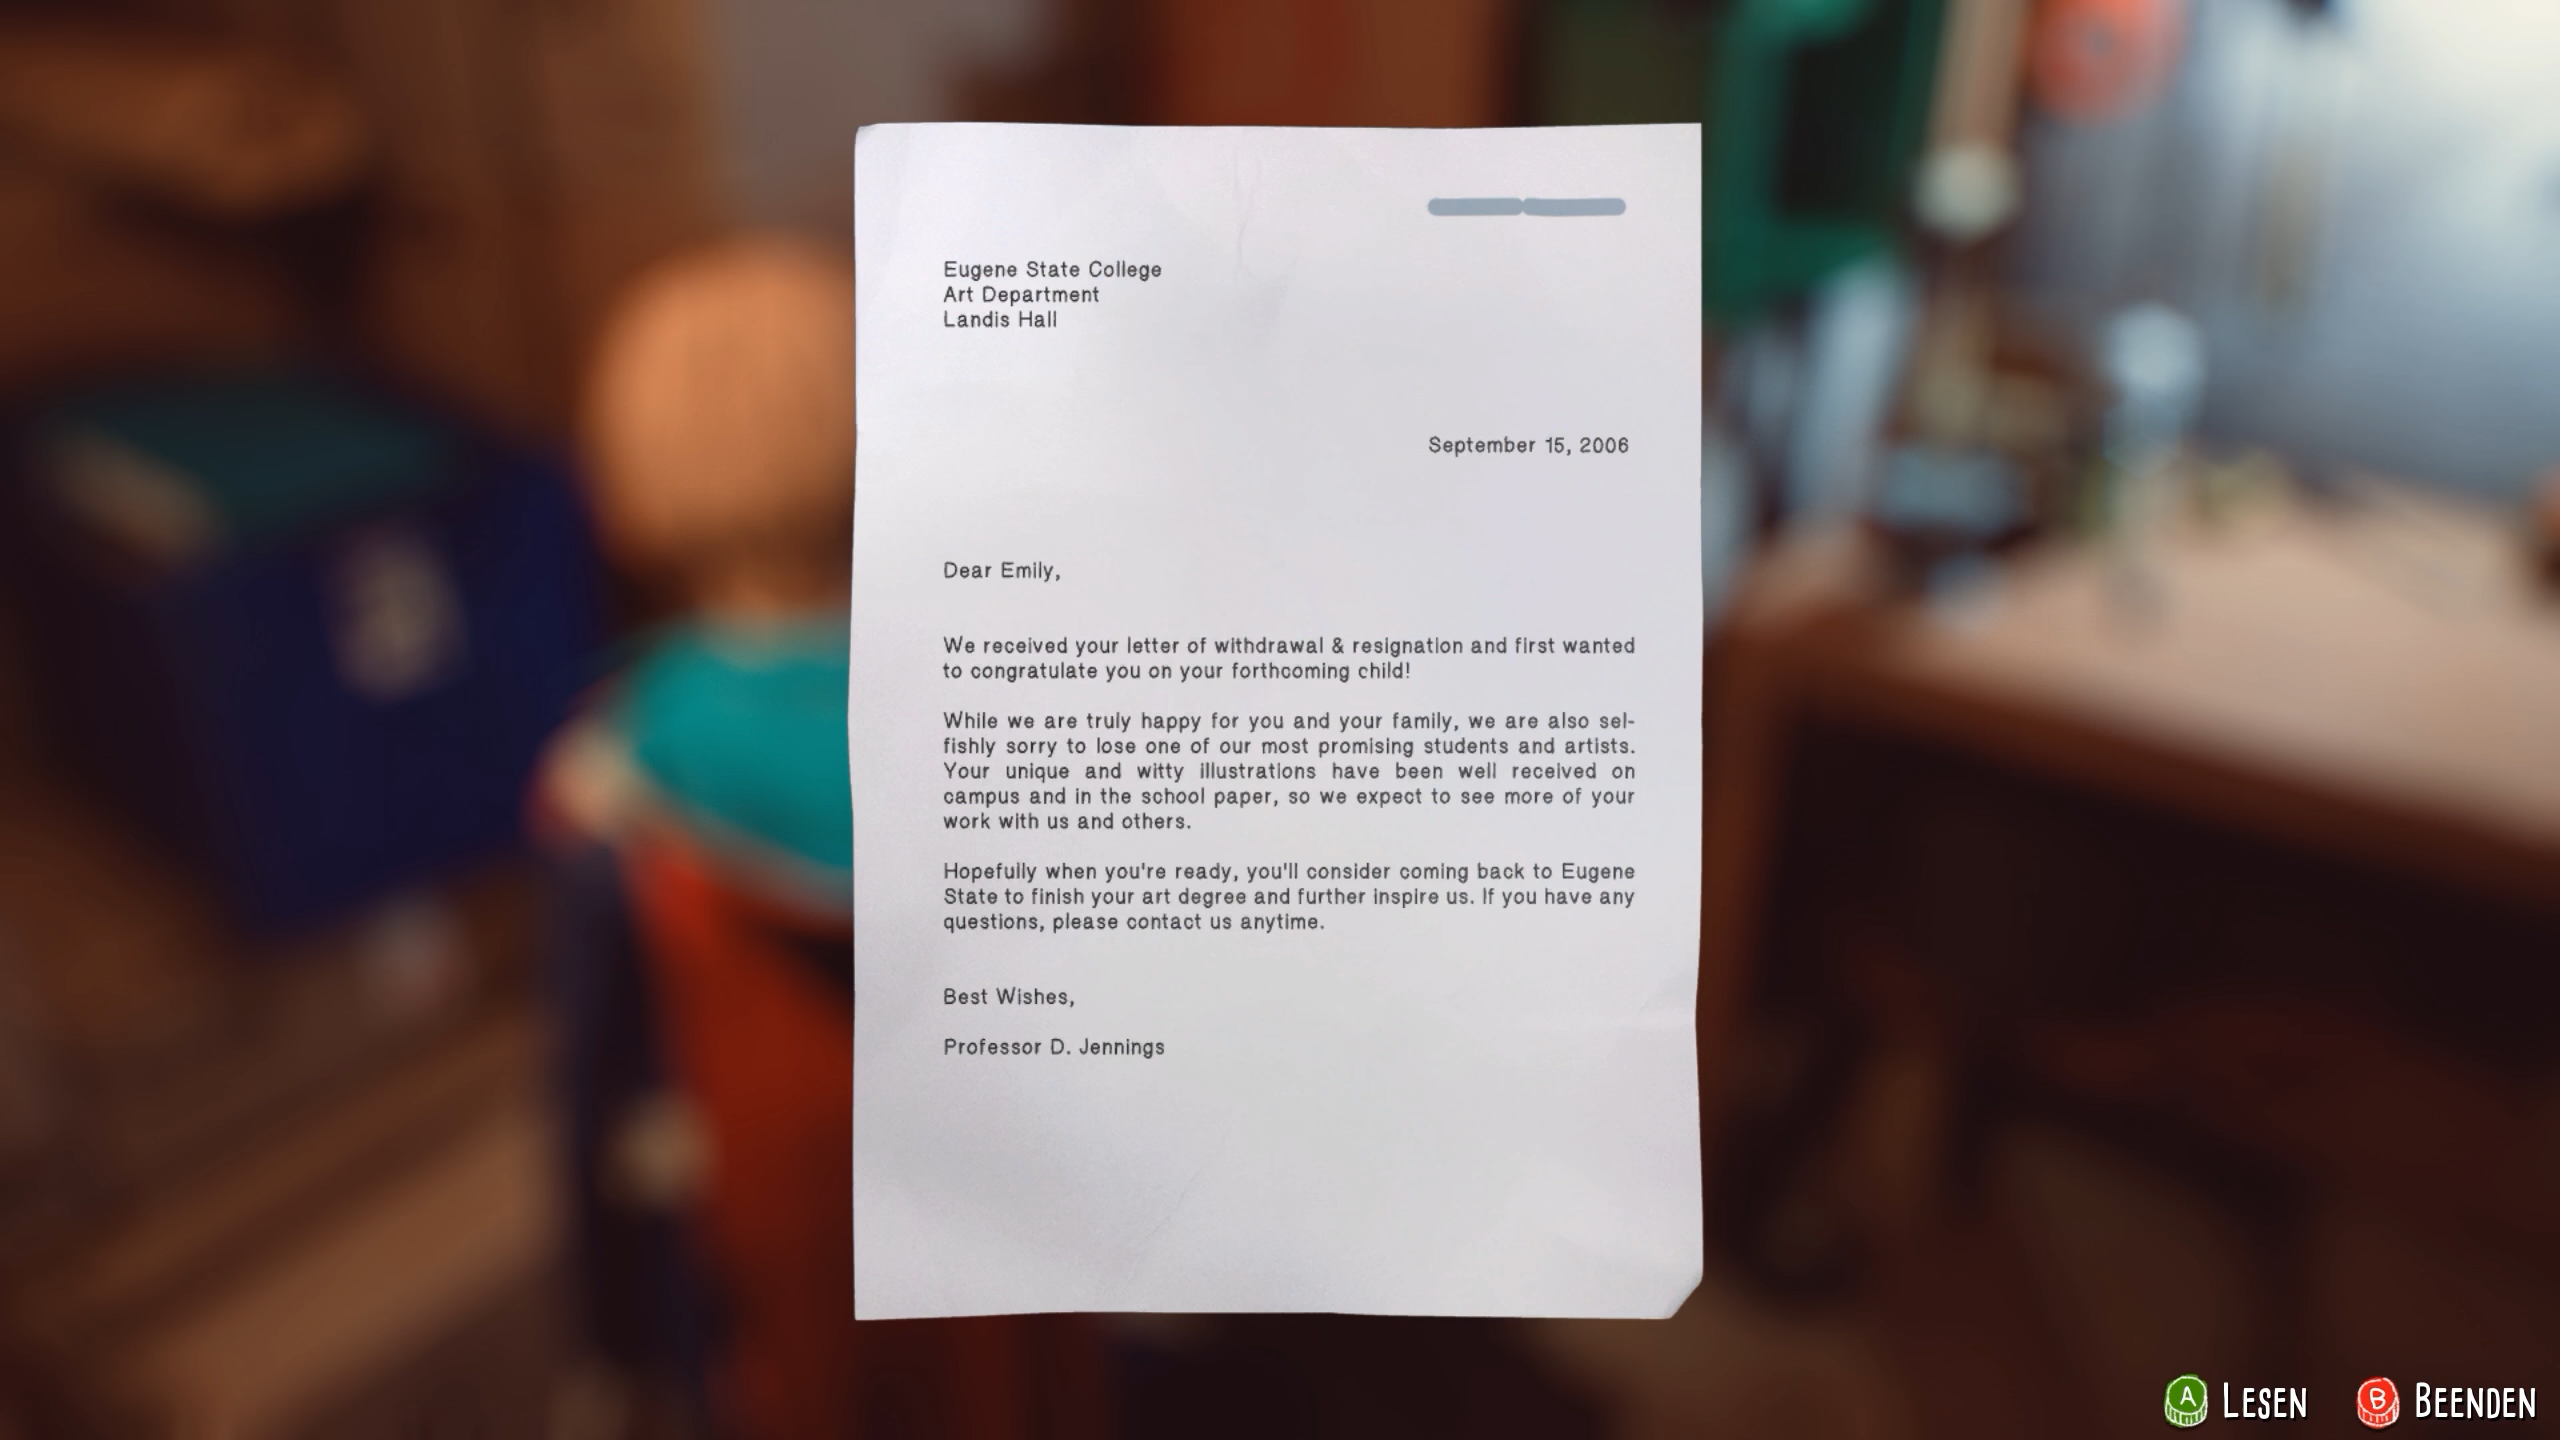 Eugene State College
Art Department
Landis Hall
September 15, 2006
Dear Emily,
We received your letter of withdrawal & resignation and first wanted
to congratulate you on your forthcoming child!
While we are truly happy for you and your family, we are also sel-
fishly sorry to lose one of our most promising students and artists.
Your unique and witty illustrations have been well received on
campus and in the school paper, so we expect to see more of your
work with us and others.
Hopefully when you're ready, you'll consider coming back to Eugene
State to finish your art degree and further inspire us. If you have any
questions, please contact us anytime.
Best Wishes,
Professor D. Jennings
A LESEN B BEENDEN